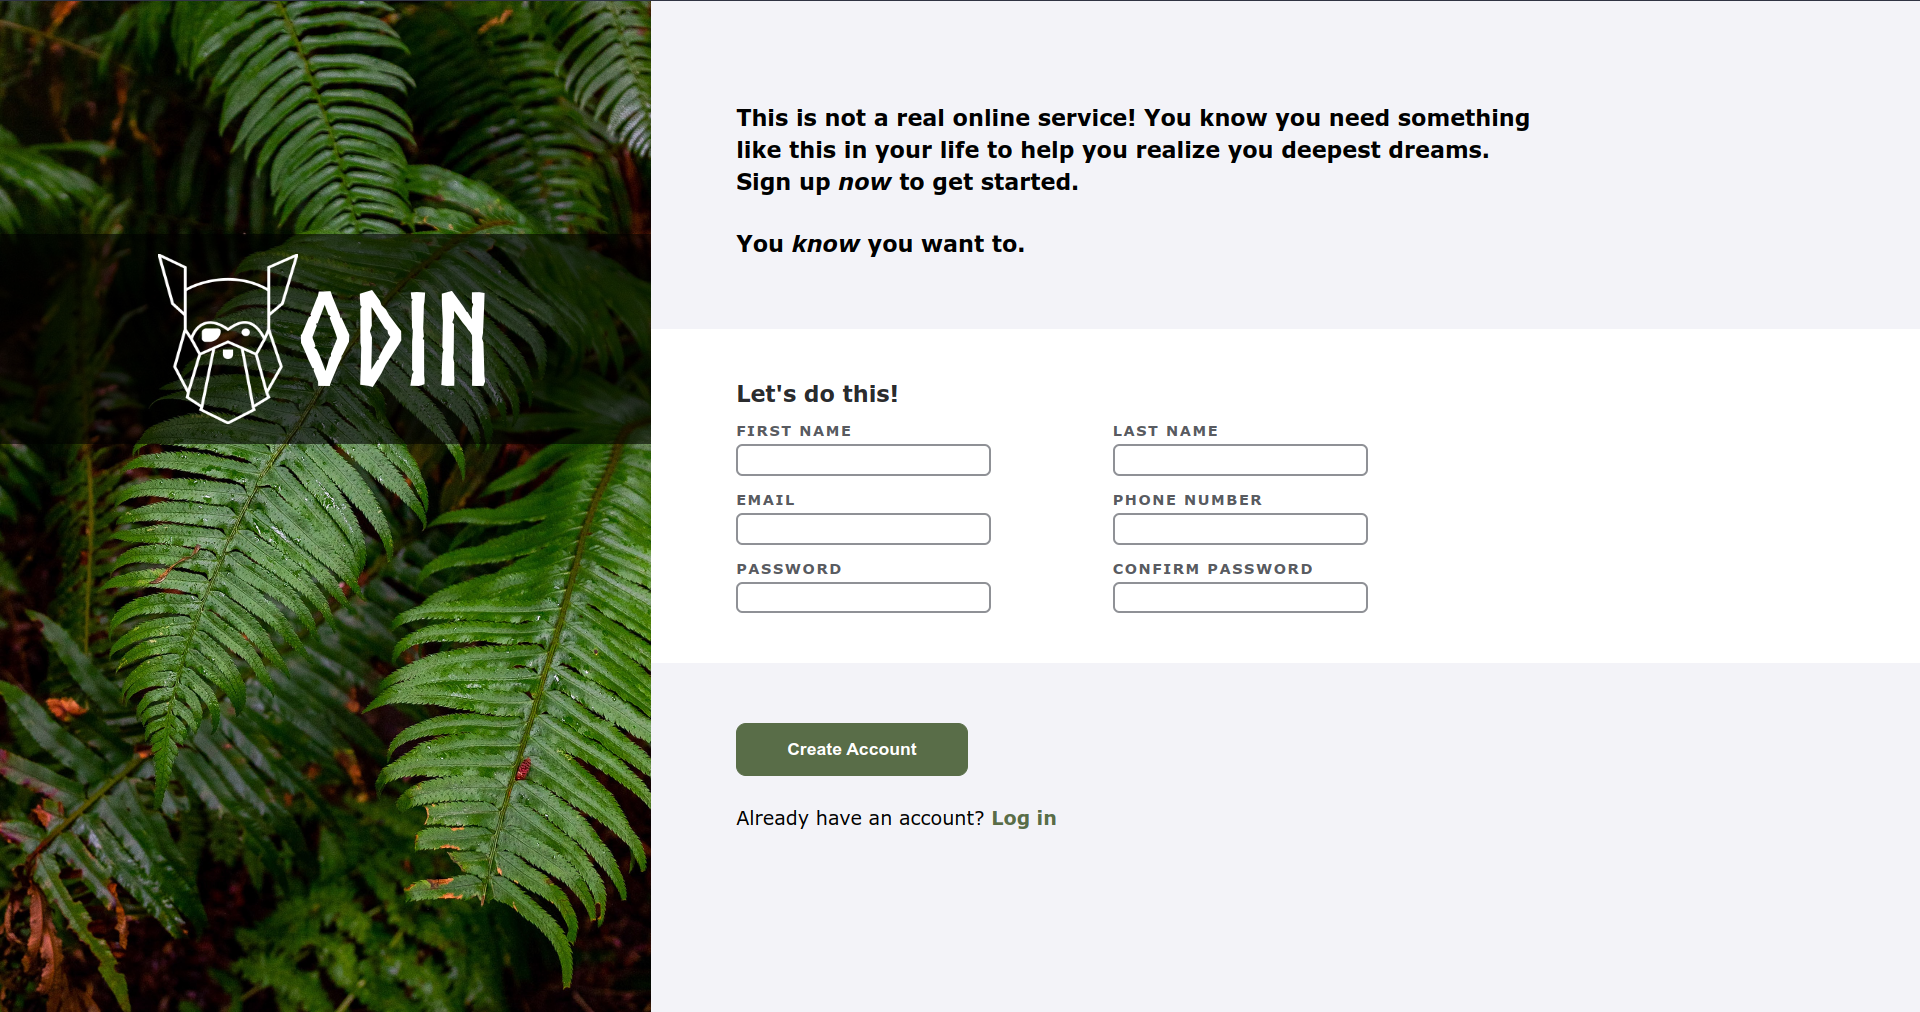 ODIN
This is not a real online service! You know you need something
like this in your life to help you realize you deepest dreams.
Sign up now to get started.
You know you want to.
Let's do this!
FIRST NAME
LAST NAME
EMAIL
PHONE NUMBER
PASSWORD
CONFIRM PASSWORD
Create Account
Already have an account? Log in